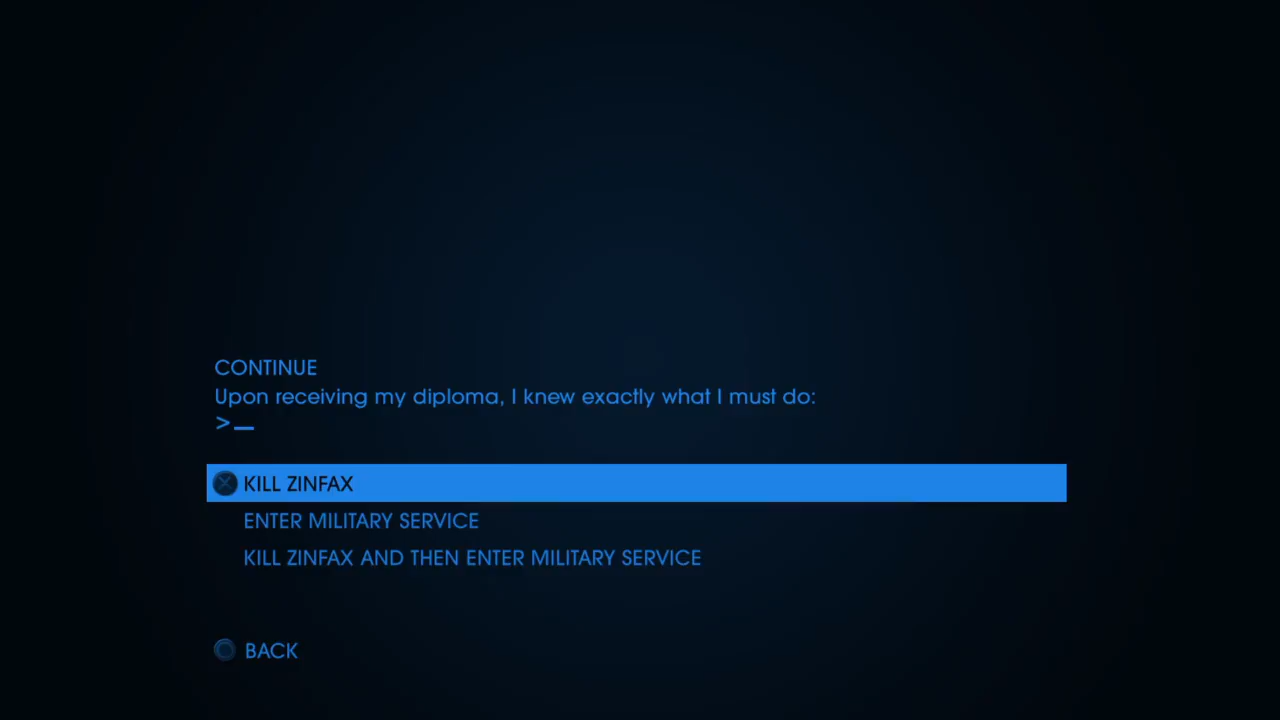 CONTINUE
Upon receiving my diploma, I knew exactly what I must do:
>_
KILL ZINFAX
ENTER MILITARY SERVICE
KILL ZINFAX AND THEN ENTER MILITARY SERVICE
BACK